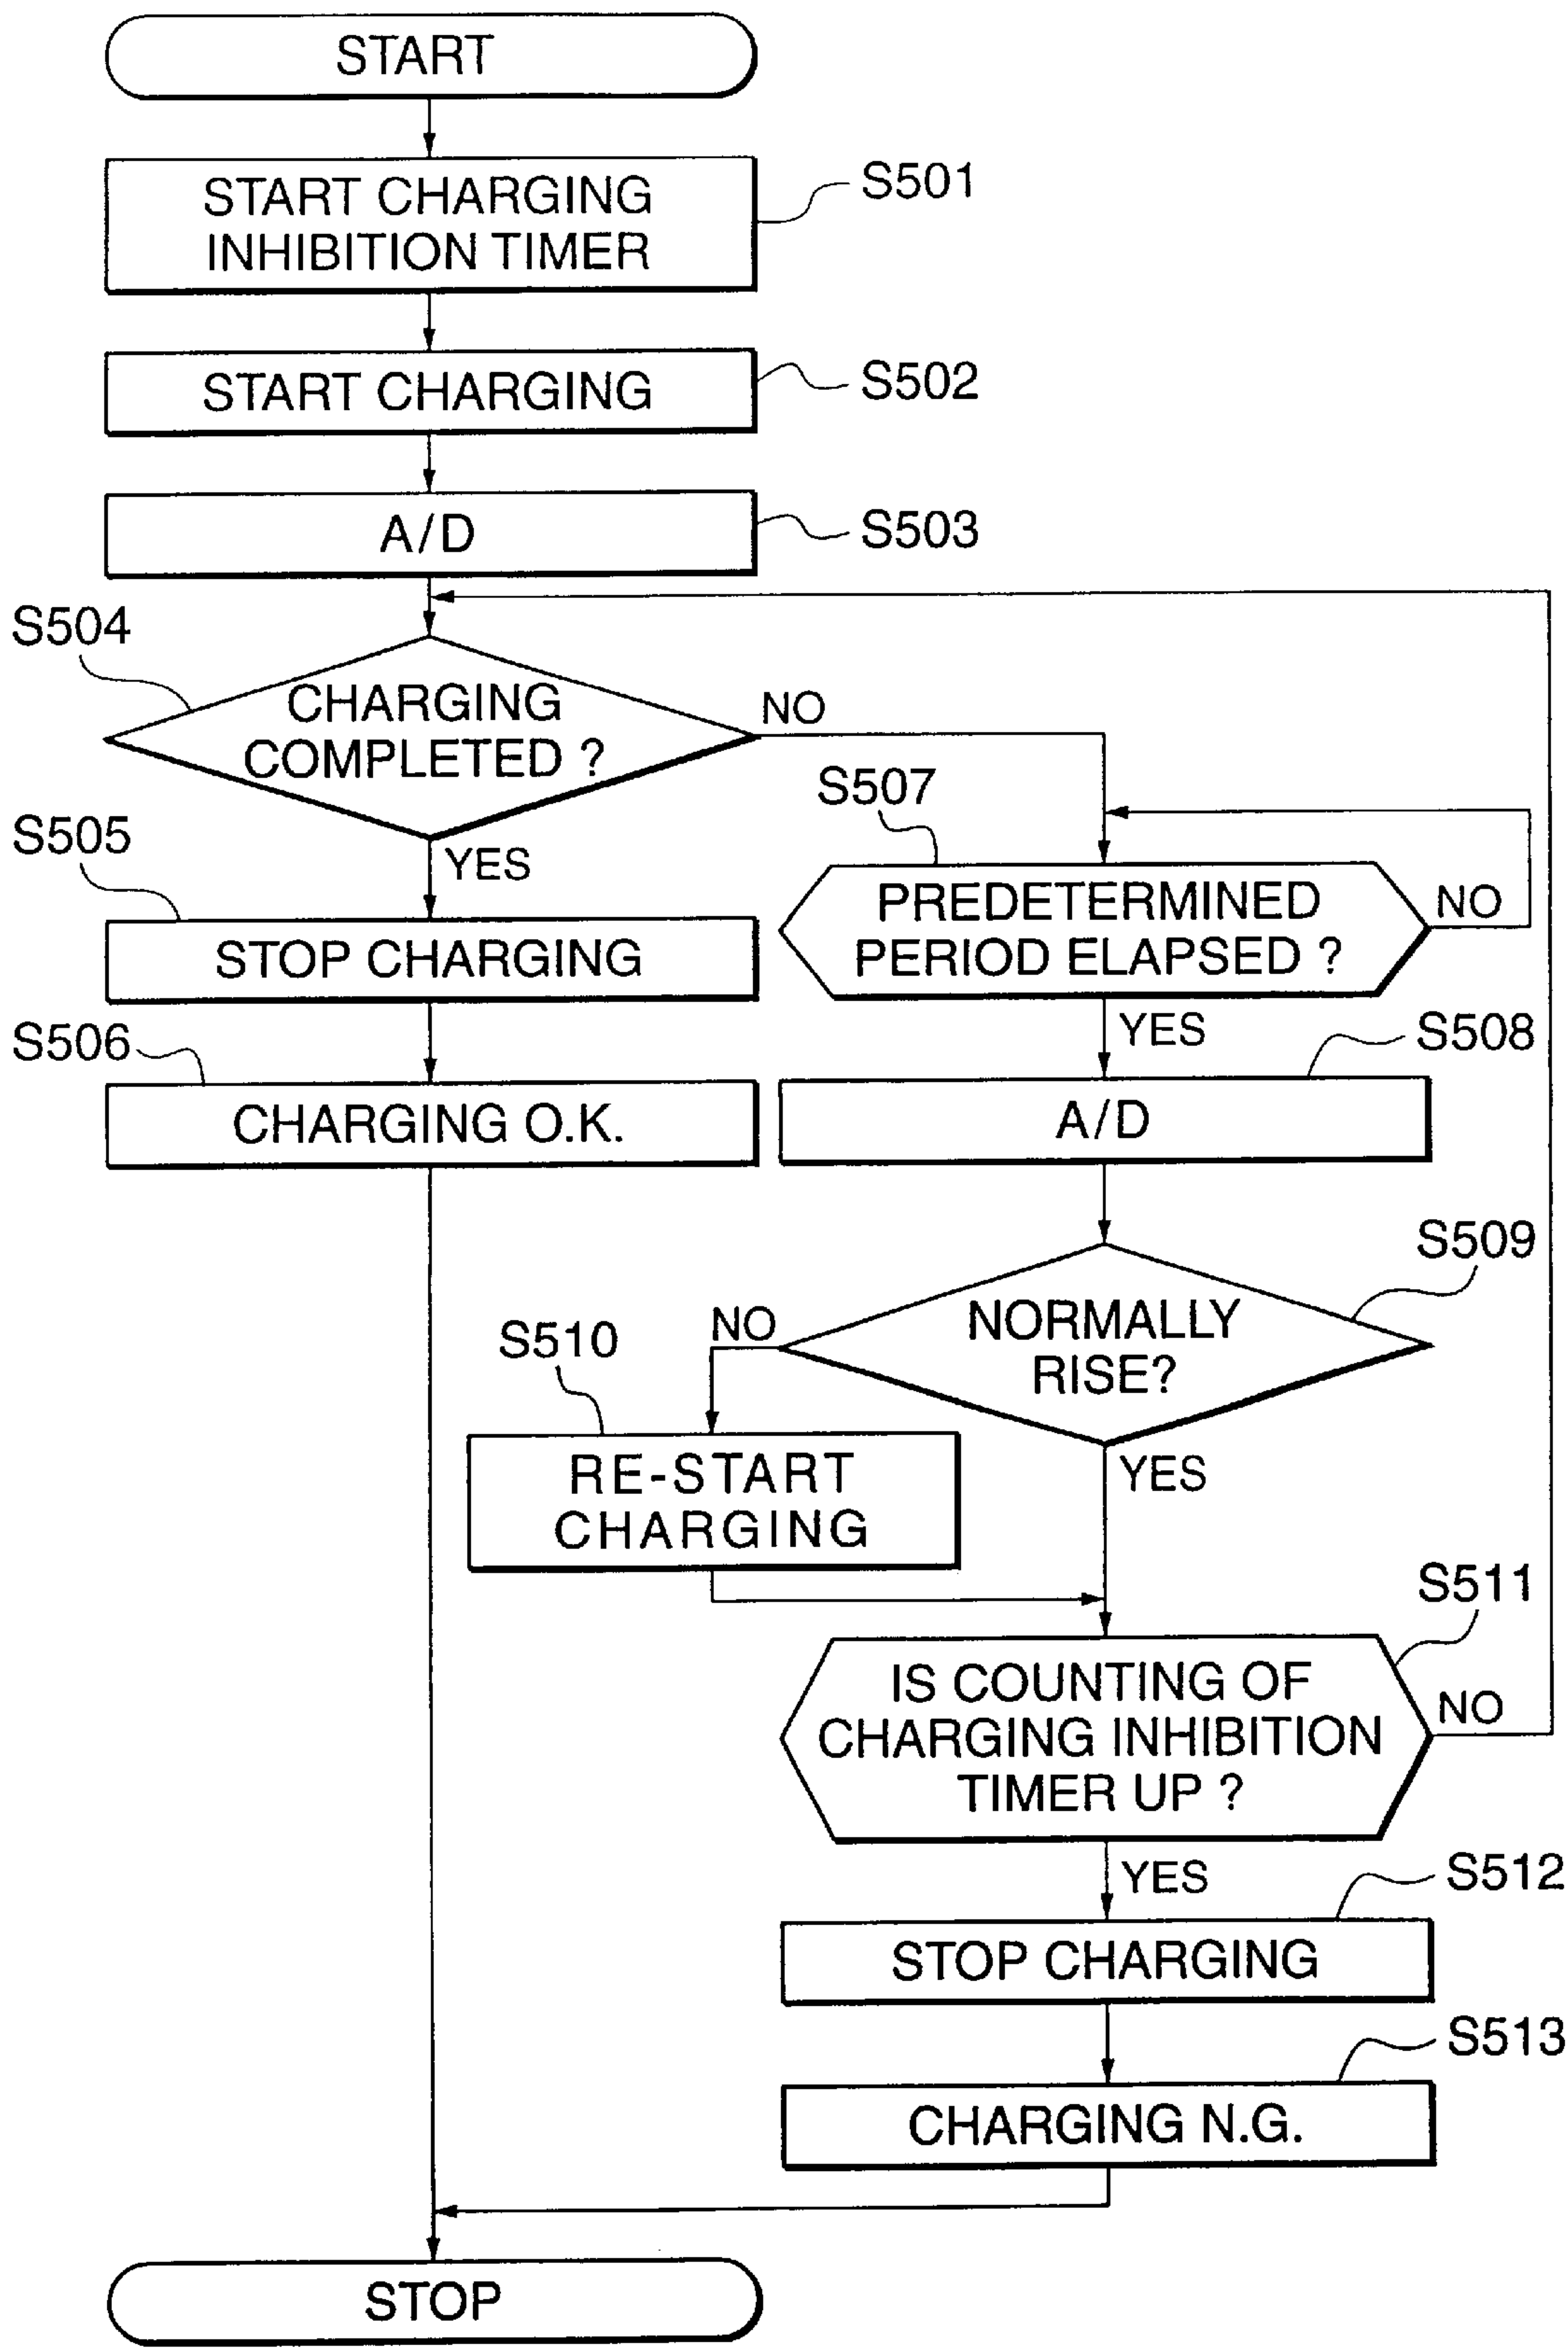 START
START CHARGING
INHIBITION TIMER
S501
START CHARGING
S502
A/D
S503
S504
CHARGING
COMPLETED ?
NO
YES
S505
STOP CHARGING
S506
CHARGING O.K.
S507
PREDETERMINED
PERIOD ELAPSED ?
NO
YES
S508
A/D
S509
NORMALLY
RISE?
NO
YES
S510
RE-START
CHARGING
S511
IS COUNTING OF
CHARGING INHIBITION
TIMER UP ?
NO
YES
S512
STOP CHARGING
S513
CHARGING N.G.
STOP